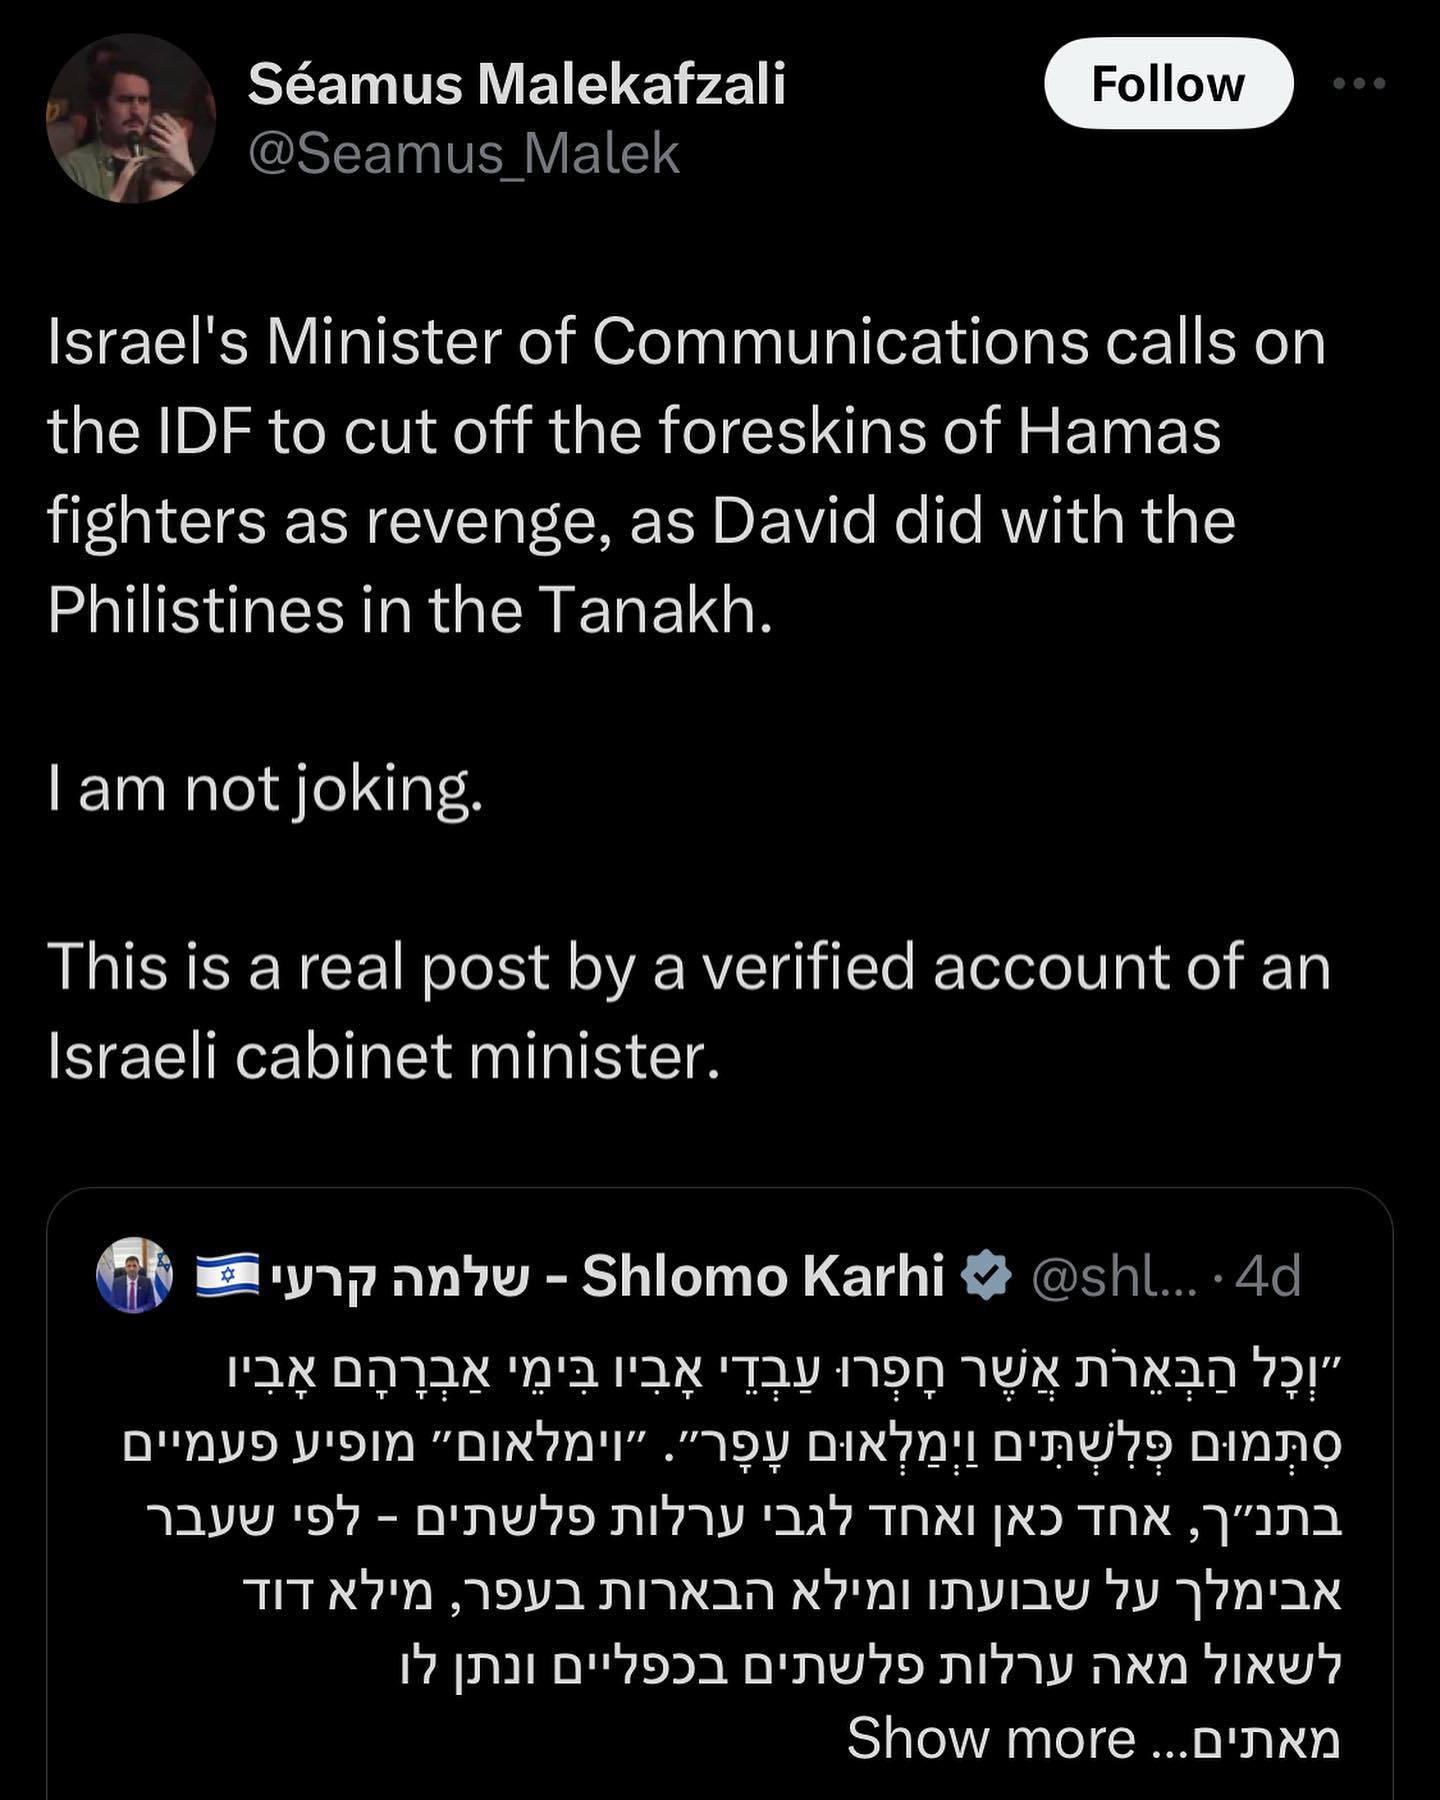 Séamus Malekafzali
@Seamus_Malek
Follow
Israel's Minister of Communications calls on
the IDF to cut off the foreskins of Hamas
fighters as revenge, as David did with the
Philistines in the Tanakh.
I am not joking.
This is a real post by a verified account of an
Israeli cabinet minister.
🇮🇱שלמה קרעי - Shlomo Karhi @shl... · 4d
״וְכָל הַבְּאֵרֹת אֲשֶׁר חָפְרוּ עַבְדֵי אָבִיו בִּימֵי אַבְרָהָם אָבִיו
סִתְּמוּם פְּלִשְׁתִּים וַיְמַלְאוּם עָפָר״. ״וימלאום״ מופיע פעמיים
בתנ״ך, אחד כאן ואחד לגבי ערלות פלשתים - לפי שעבר
אבימלך על שבועתו ומילא הבארות בעפר, מילא דוד
לשאול מאה ערלות פלשתים בכפליים ונתן לו
מאתים... Show more